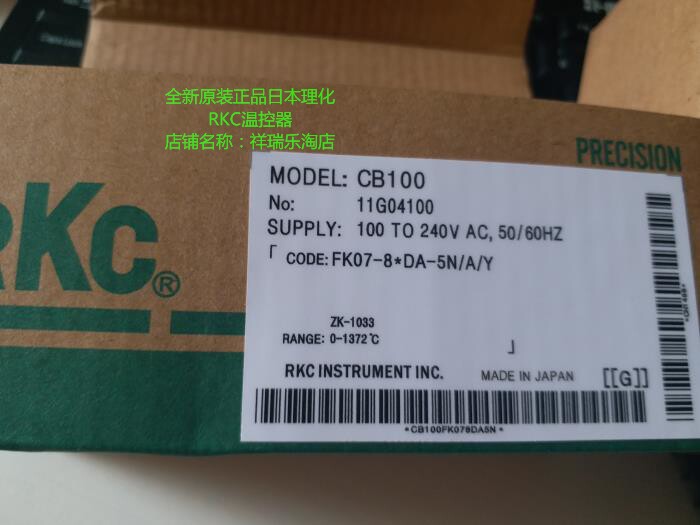 全新原装正品日本理化
RKC温控器
店铺名称：祥瑞乐淘店
PRECISION
RKC®
MODEL: CB100
No: 11G04100
SUPPLY: 100 TO 240V AC, 50/60HZ
「 CODE: FK07-8*DA-5N/A/Y
ZK-1033
RANGE: 0-1372℃
」
RKC INSTRUMENT INC. MADE IN JAPAN [[G]]
*CB100FK078DA5N*